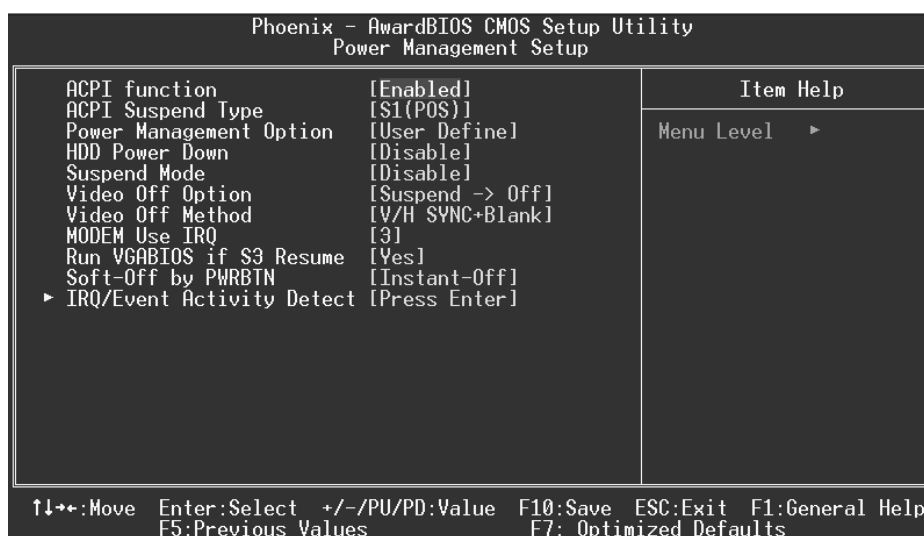 Phoenix - AwardBIOS CMOS Setup Utility
Power Management Setup
ACPI function [Enabled]
ACPI Suspend Type [S1(POS)]
Power Management Option [User Define]
HDD Power Down [Disable]
Suspend Mode [Disable]
Video Off Option [Suspend -> Off]
Video Off Method [V/H SYNC+Blank]
MODEM Use IRQ [3]
Run VGABIOS if S3 Resume [Yes]
Soft-Off by PWRBTN [Instant-Off]
► IRQ/Event Activity Detect [Press Enter]
Item Help
Menu Level ►
↑↓→←:Move Enter:Select +/-/PU/PD:Value F10:Save ESC:Exit F1:General Help
F5:Previous Values F7: Optimized Defaults